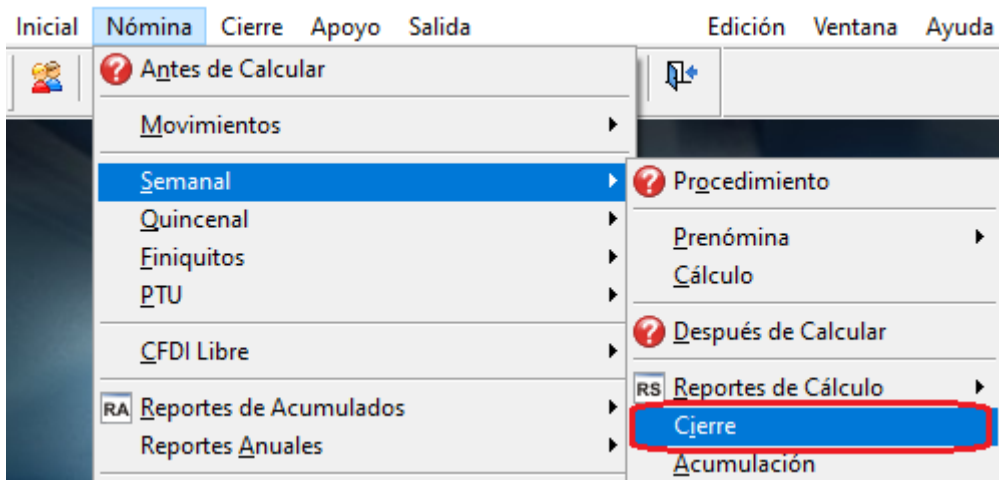 Inicial Nómina Cierre Apoyo Salida Edición Ventana Ayuda
Antes de Calcular
Movimientos
Semanal
Quincenal
Finiquitos
PTU
CFDI Libre
RA Reportes de Acumulados
Reportes Anuales
Procedimiento
Prenómina
Cálculo
Después de Calcular
RS Reportes de Cálculo
Cierre
Acumulación